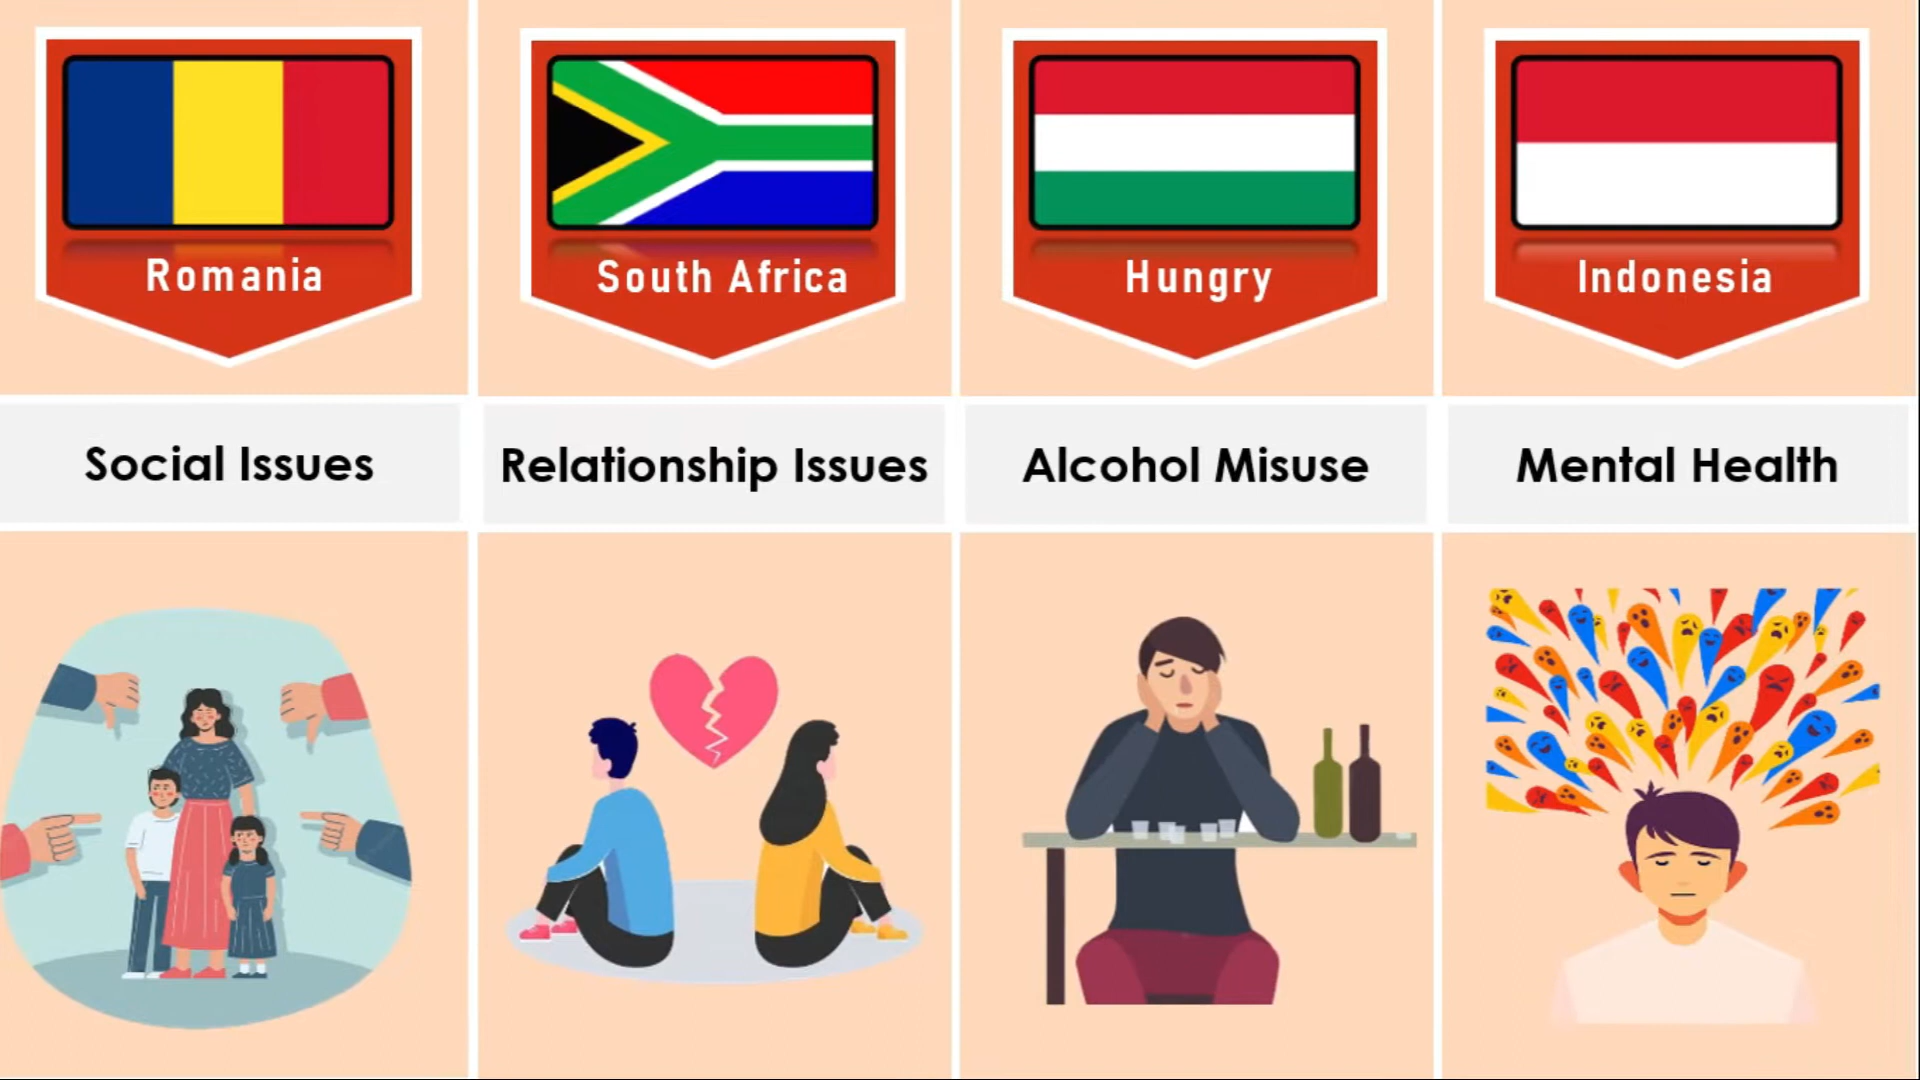 Romania
South Africa
Hungry
Indonesia
Social Issues
Relationship Issues
Alcohol Misuse
Mental Health